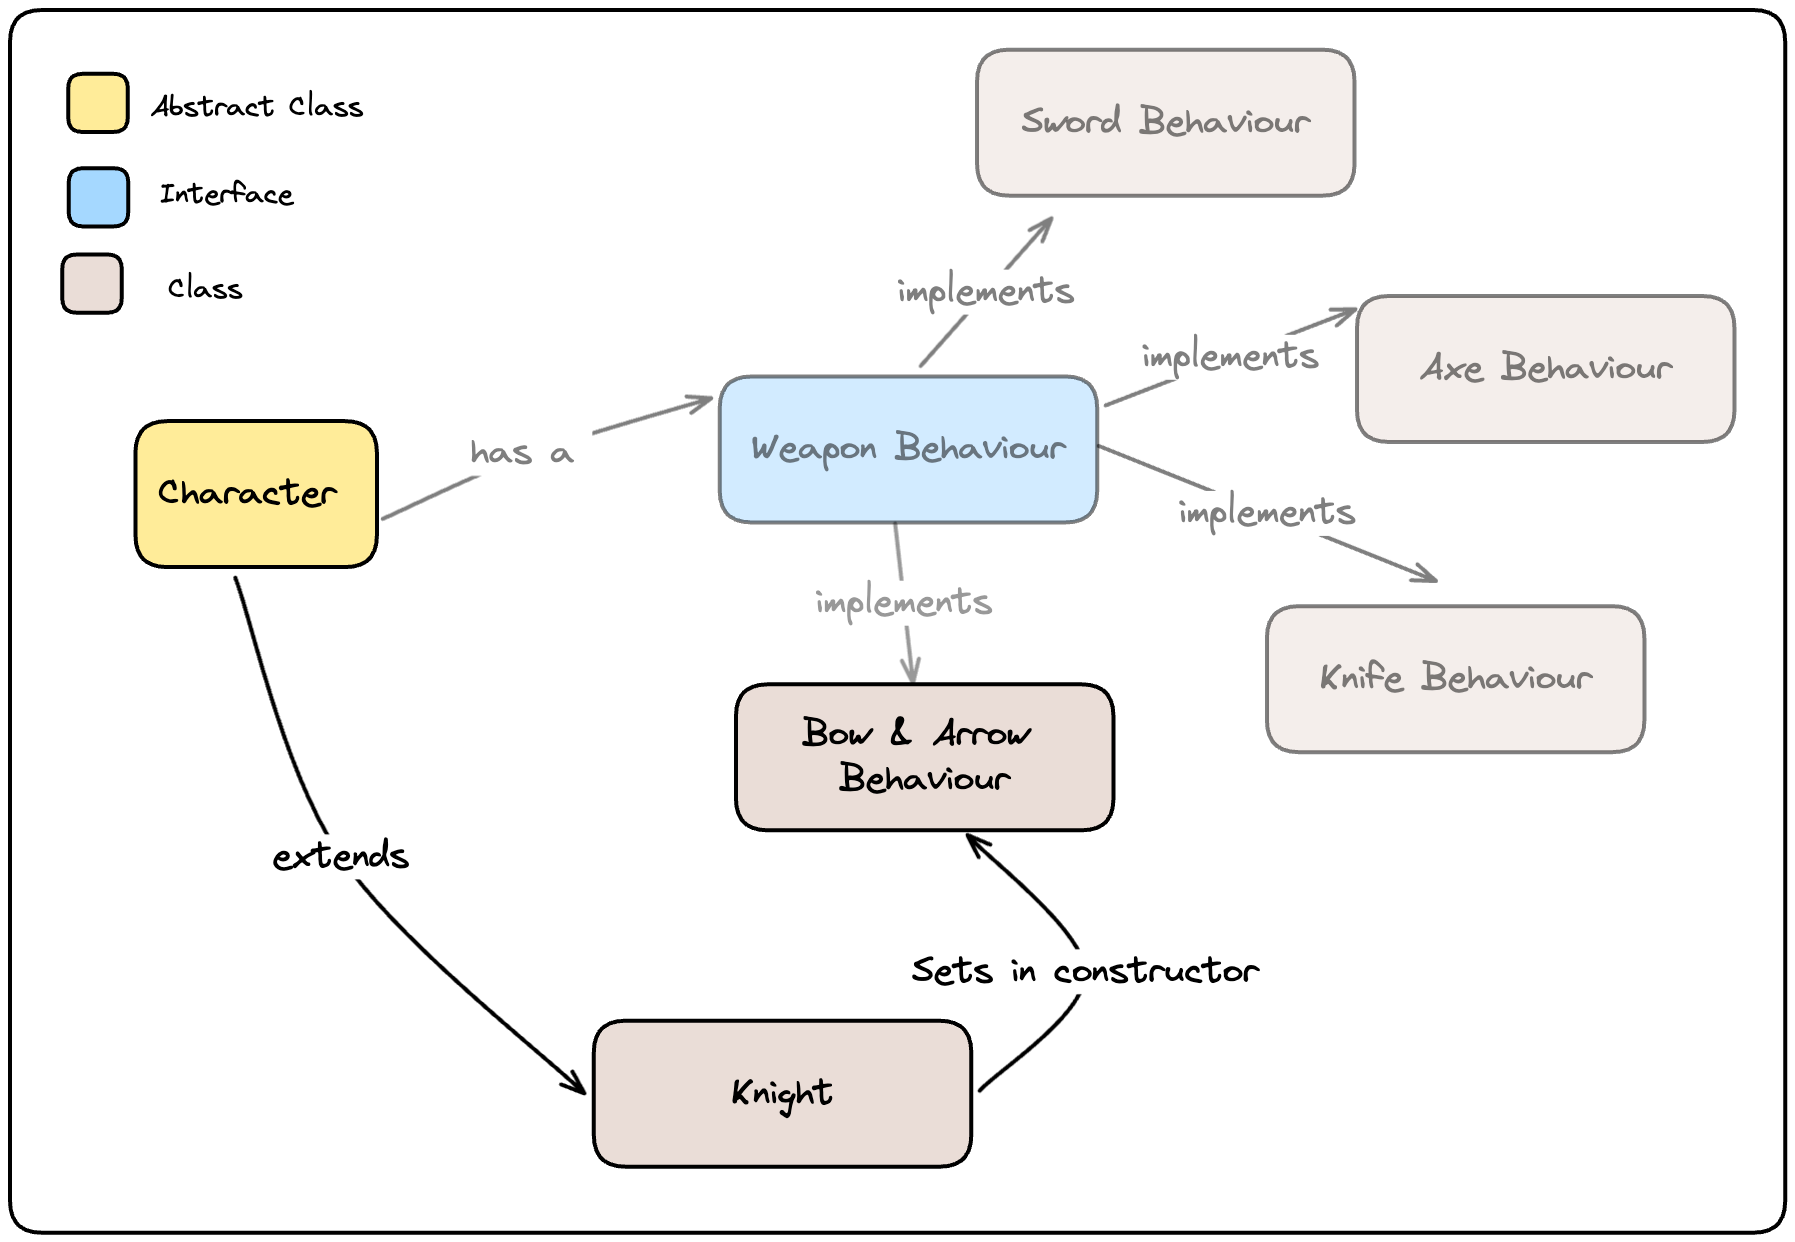 Abstract Class
Interface
Class
Sword Behaviour
implements
implements
Axe Behaviour
has a
Weapon Behaviour
Character
implements
implements
Knife Behaviour
Bow & Arrow
Behaviour
extends
Sets in constructor
Knight